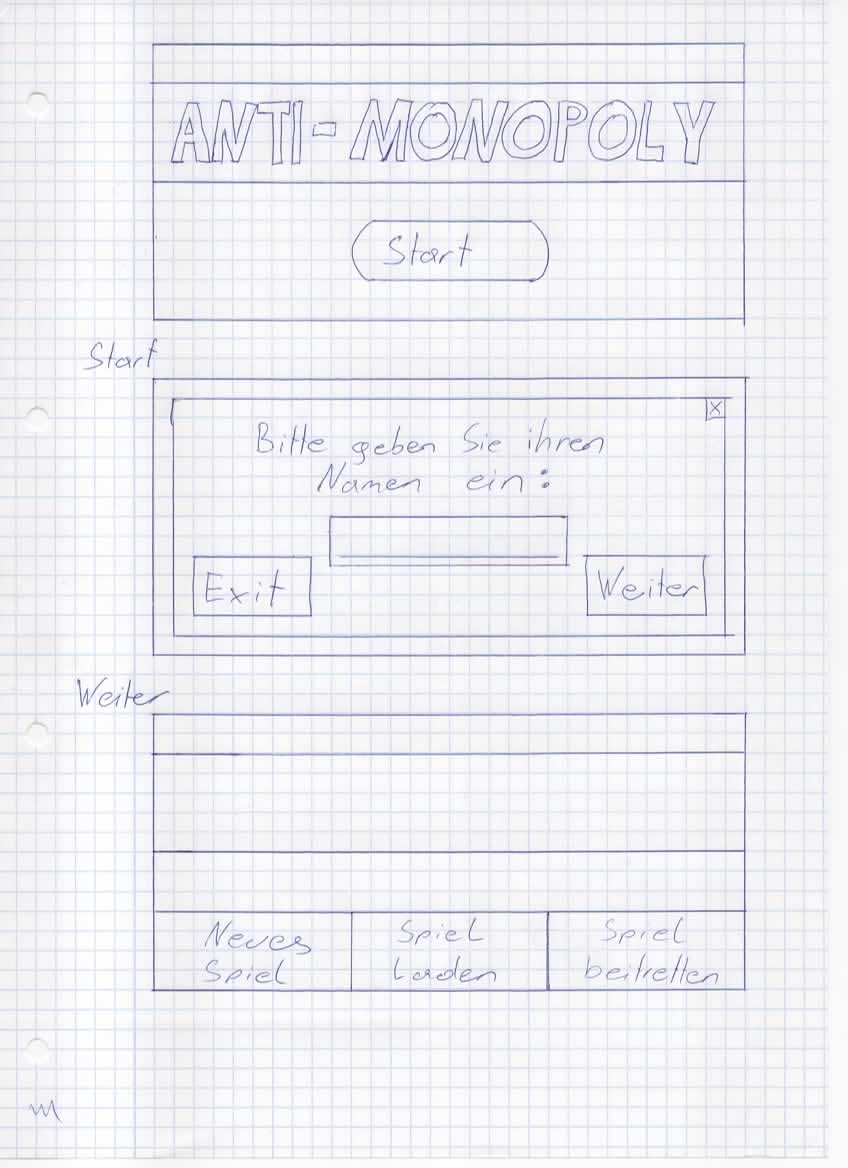 ANTI-MONOPOLY
Start
Start
x
Bitte geben Sie ihren
Namen ein:
Exit
Weiter
Weiter
Neues
Spiel
Spiel
Laden
Spiel
beitretten